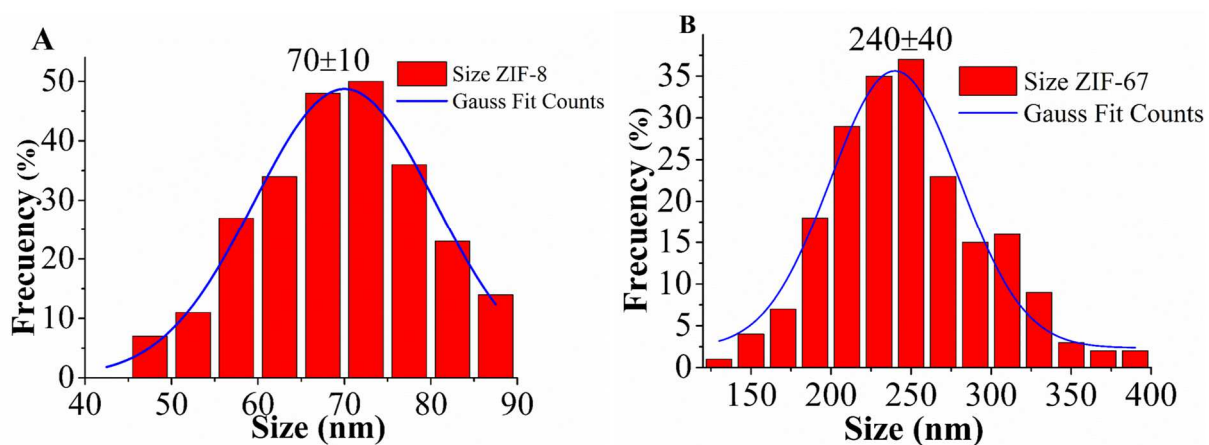 A
70±10
Size ZIF-8
Gauss Fit Counts
Frecuency (%)
50
40
30
20
10
0
40 50 60 70 80 90
Size (nm)
B
240±40
Size ZIF-67
Gauss Fit Counts
Frecuency (%)
35
30
25
20
15
10
5
0
150 200 250 300 350 400
Size (nm)